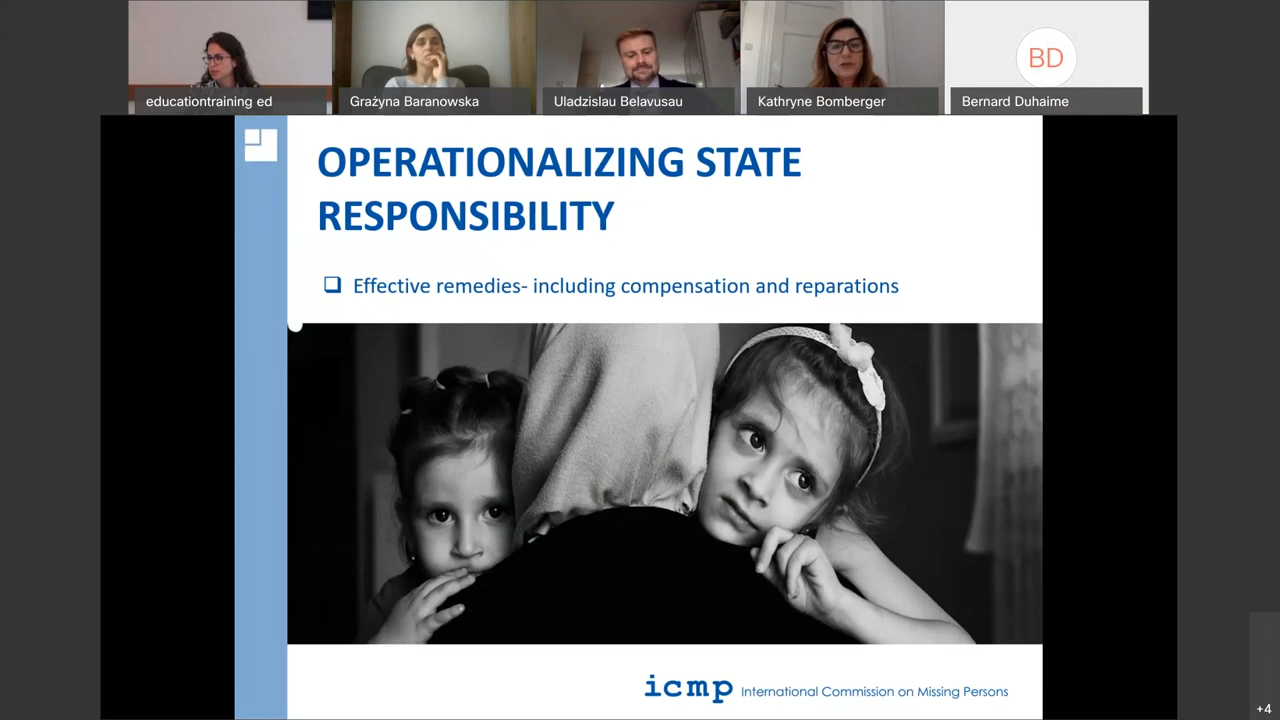 educationtraining ed
Grażyna Baranowska
Uladzislau Belavusau
Kathryne Bomberger
BD
Bernard Duhaime
OPERATIONALIZING STATE
RESPONSIBILITY
Effective remedies- including compensation and reparations
icmp International Commission on Missing Persons
+4